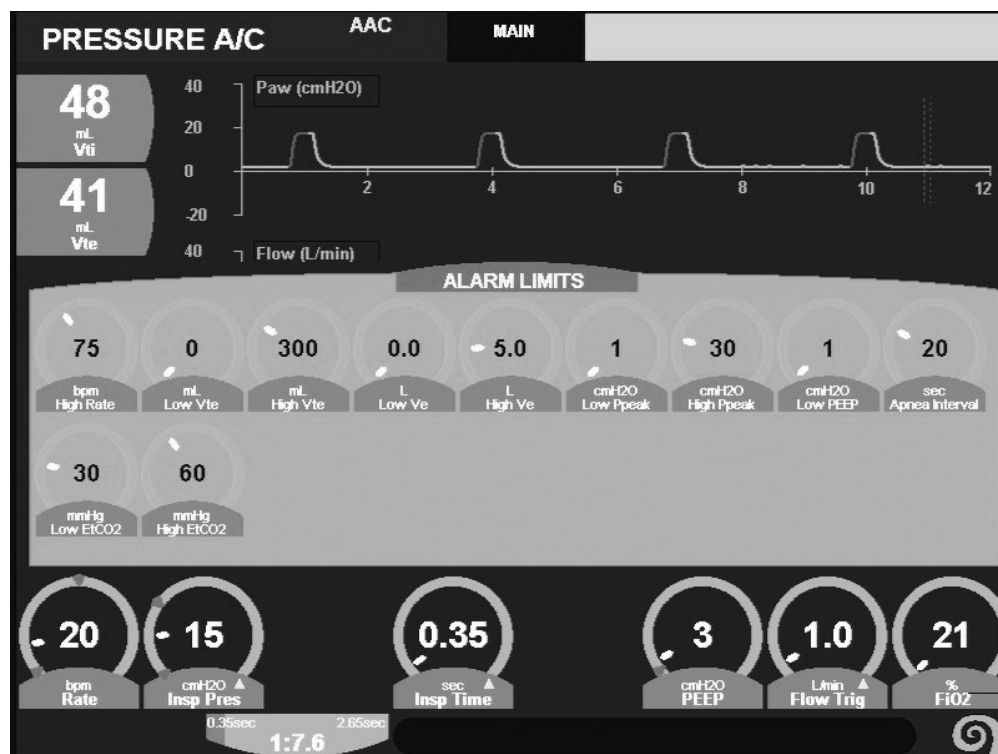 PRESSURE A/C
AAC
MAIN
48
mL
Vti
41
mL
Vte
40
20
0
-20
Paw (cmH2O)
2 4 6 8 10 12
40
Flow (L/min)
ALARM LIMITS
75
bpm
High Rate
0
mL
Low Vte
300
mL
High Vte
0.0
L
Low Ve
5.0
L
High Ve
1
cmH2O
Low Ppeak
30
cmH2O
High Ppeak
1
cmH2O
Low PEEP
20
sec
Apnea Interval
30
mmHg
Low EtCO2
60
mmHg
High EtCO2
20
bpm
Rate
15
cmH2O
Insp Pres
0.35
sec
Insp Time
3
cmH2O
PEEP
1.0
L/min
Flow Trig
21
%
FiO2
0.35sec 2.65sec
1:7.6